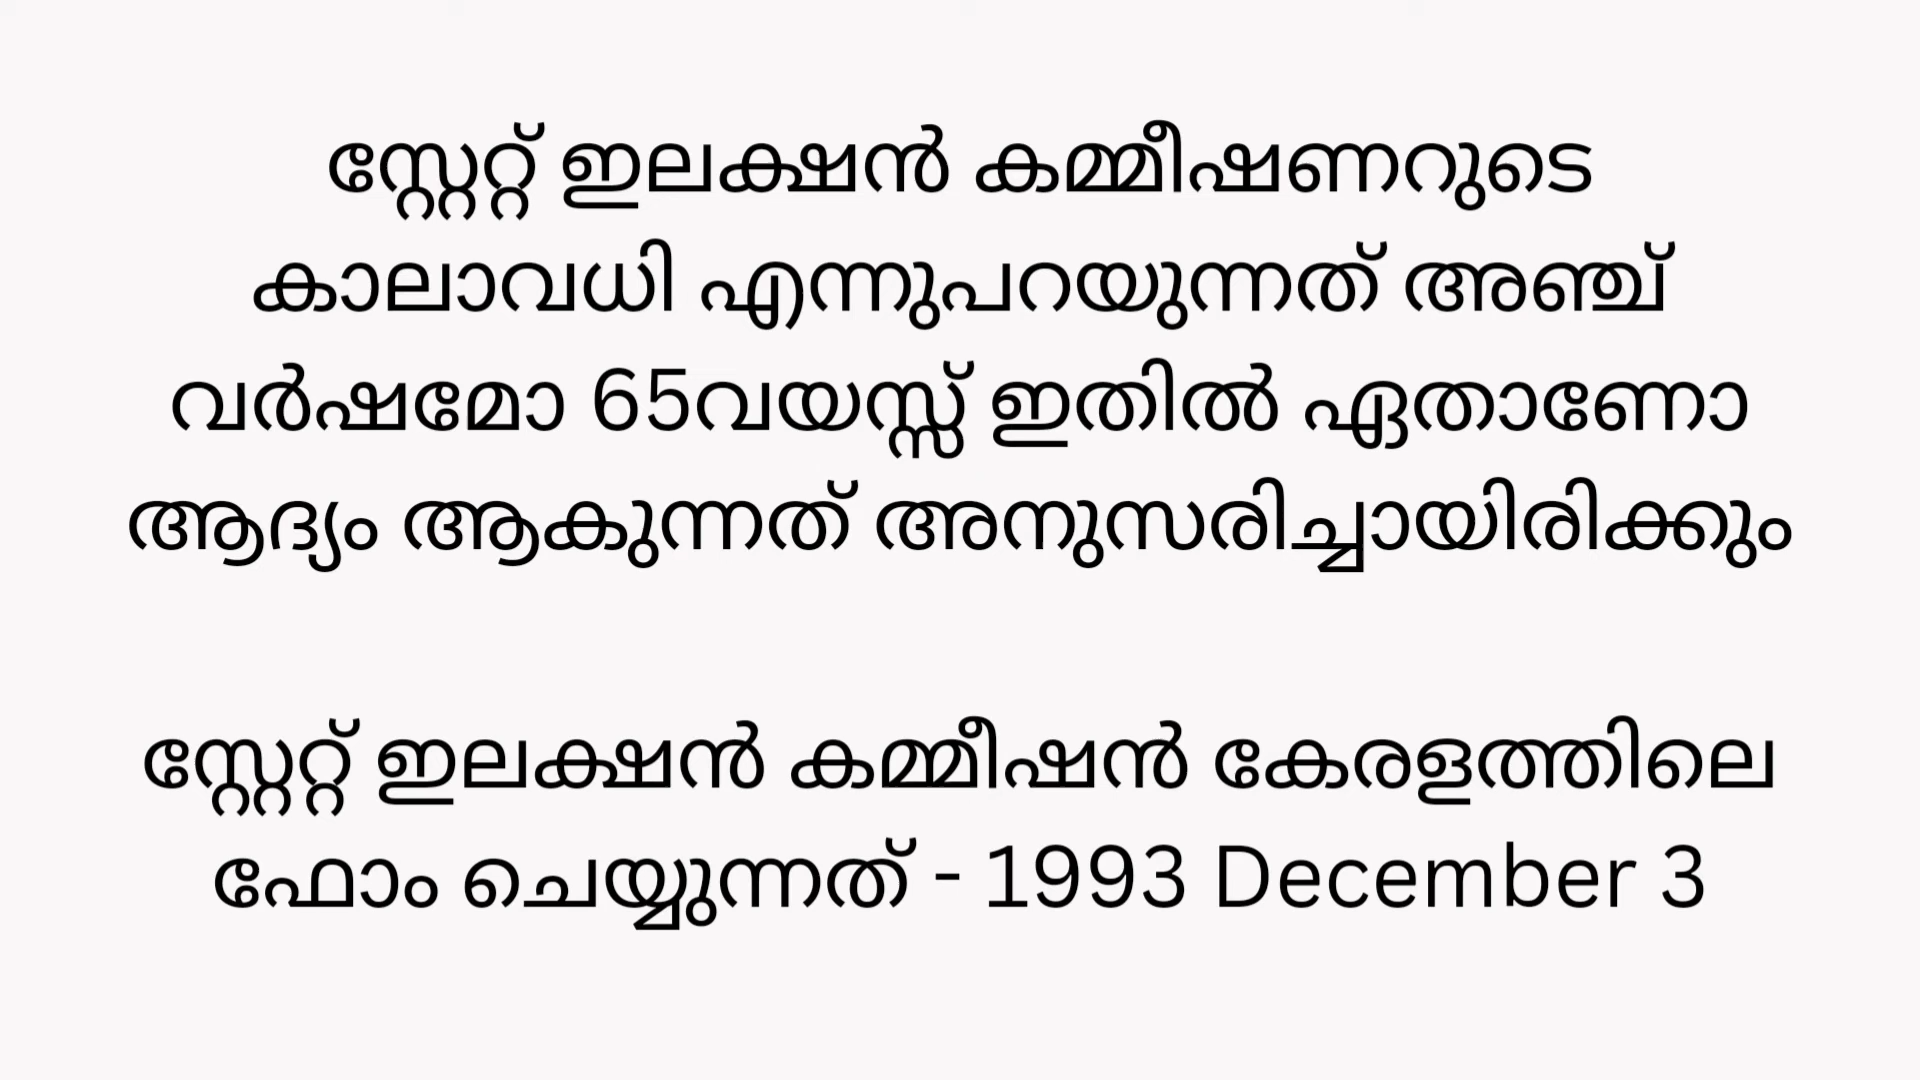 സ്റ്റേറ്റ് ഇലക്ഷൻ കമ്മീഷണറുടെ
കാലാവധി എന്നുപറയുന്നത് അഞ്ച്
വർഷമോ 65വയസ്സ് ഇതിൽ ഏതാണോ
ആദ്യം ആകുന്നത് അനുസരിച്ചായിരിക്കും
സ്റ്റേറ്റ് ഇലക്ഷൻ കമ്മീഷൻ കേരളത്തിലെ
ഫോം ചെയ്യുന്നത് - 1993 December 3